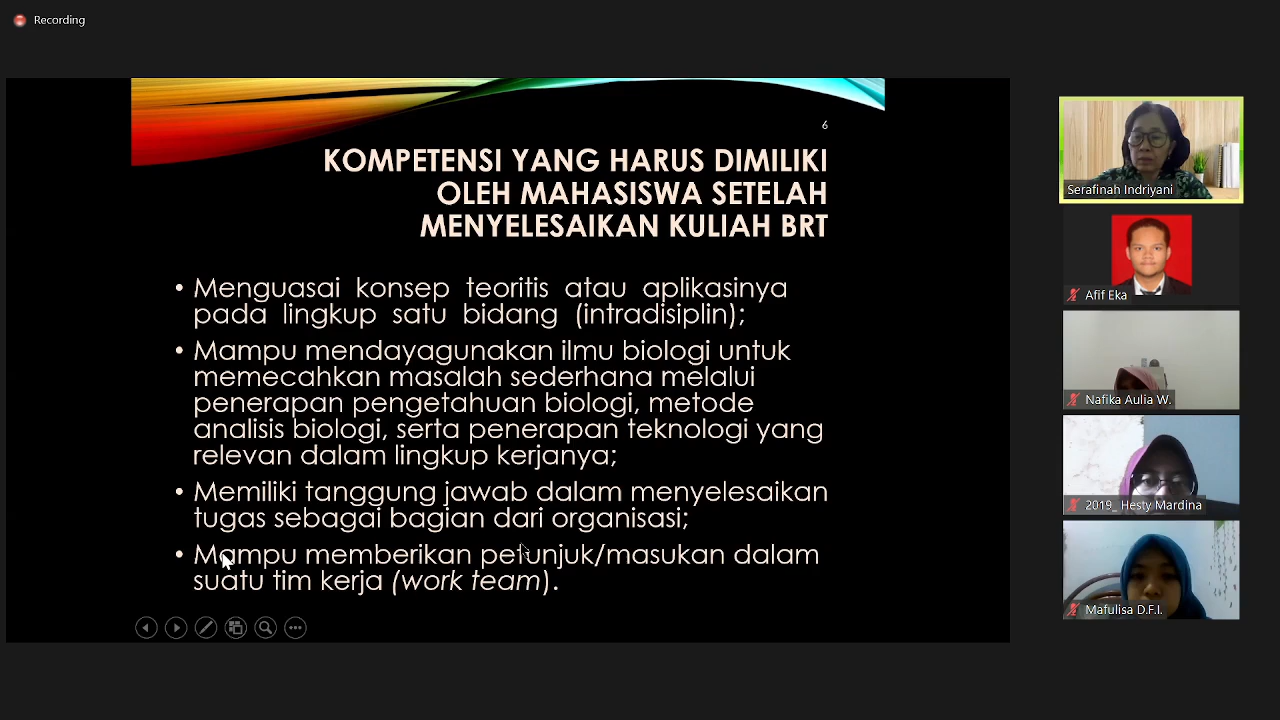 Recording
6
KOMPETENSI YANG HARUS DIMILIKI
OLEH MAHASISWA SETELAH
MENYELESAIKAN KULIAH BRT
• Menguasai konsep teoritis atau aplikasinya
pada lingkup satu bidang (intradisiplin);
• Mampu mendayagunakan ilmu biologi untuk
memecahkan masalah sederhana melalui
penerapan pengetahuan biologi, metode
analisis biologi, serta penerapan teknologi yang
relevan dalam lingkup kerjanya;
• Memiliki tanggung jawab dalam menyelesaikan
tugas sebagai bagian dari organisasi;
• Mampu memberikan petunjuk/masukan dalam
suatu tim kerja (work team).
Serafinah Indriyani
Afif Eka
Nafika Aulia W.
2019_ Hesty Mardina
Mafulisa D.F.I.